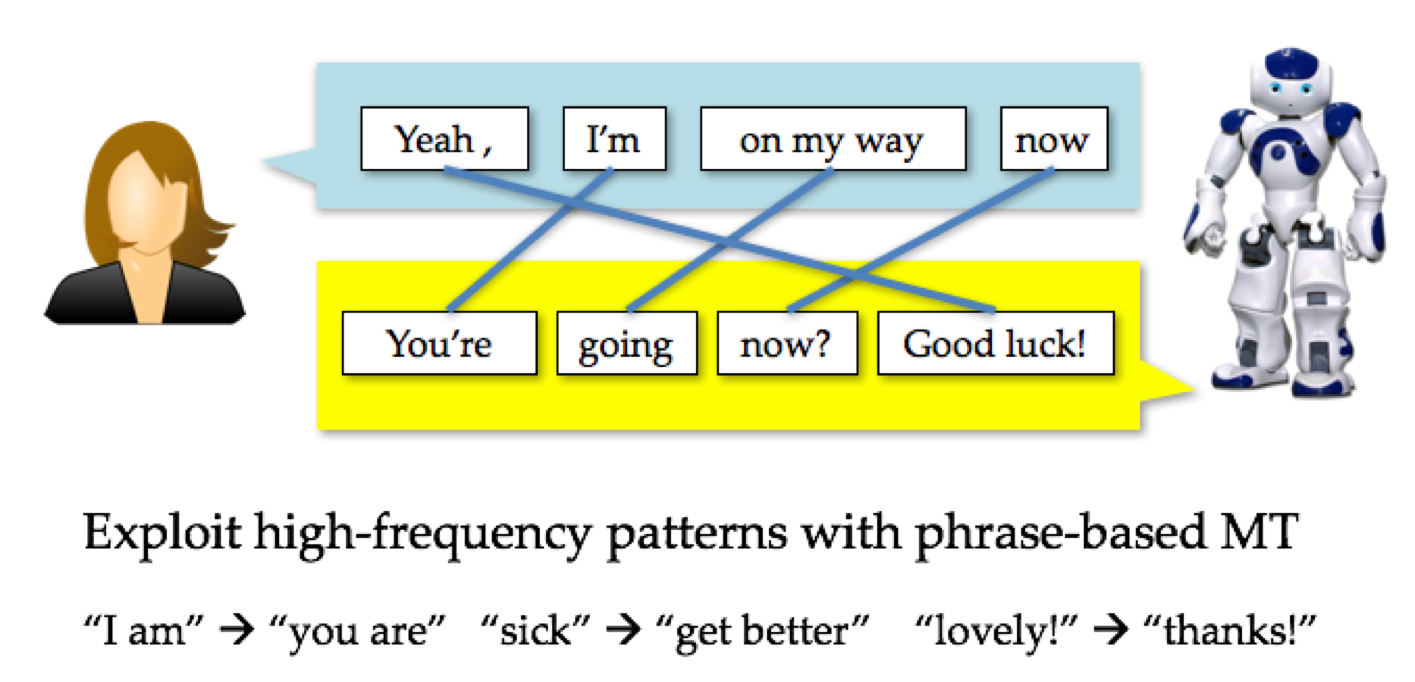 Yeah , I’m on my way now
You’re going now? Good luck!
Exploit high-frequency patterns with phrase-based MT
“I am” → “you are” “sick” → “get better” “lovely!” → “thanks!”